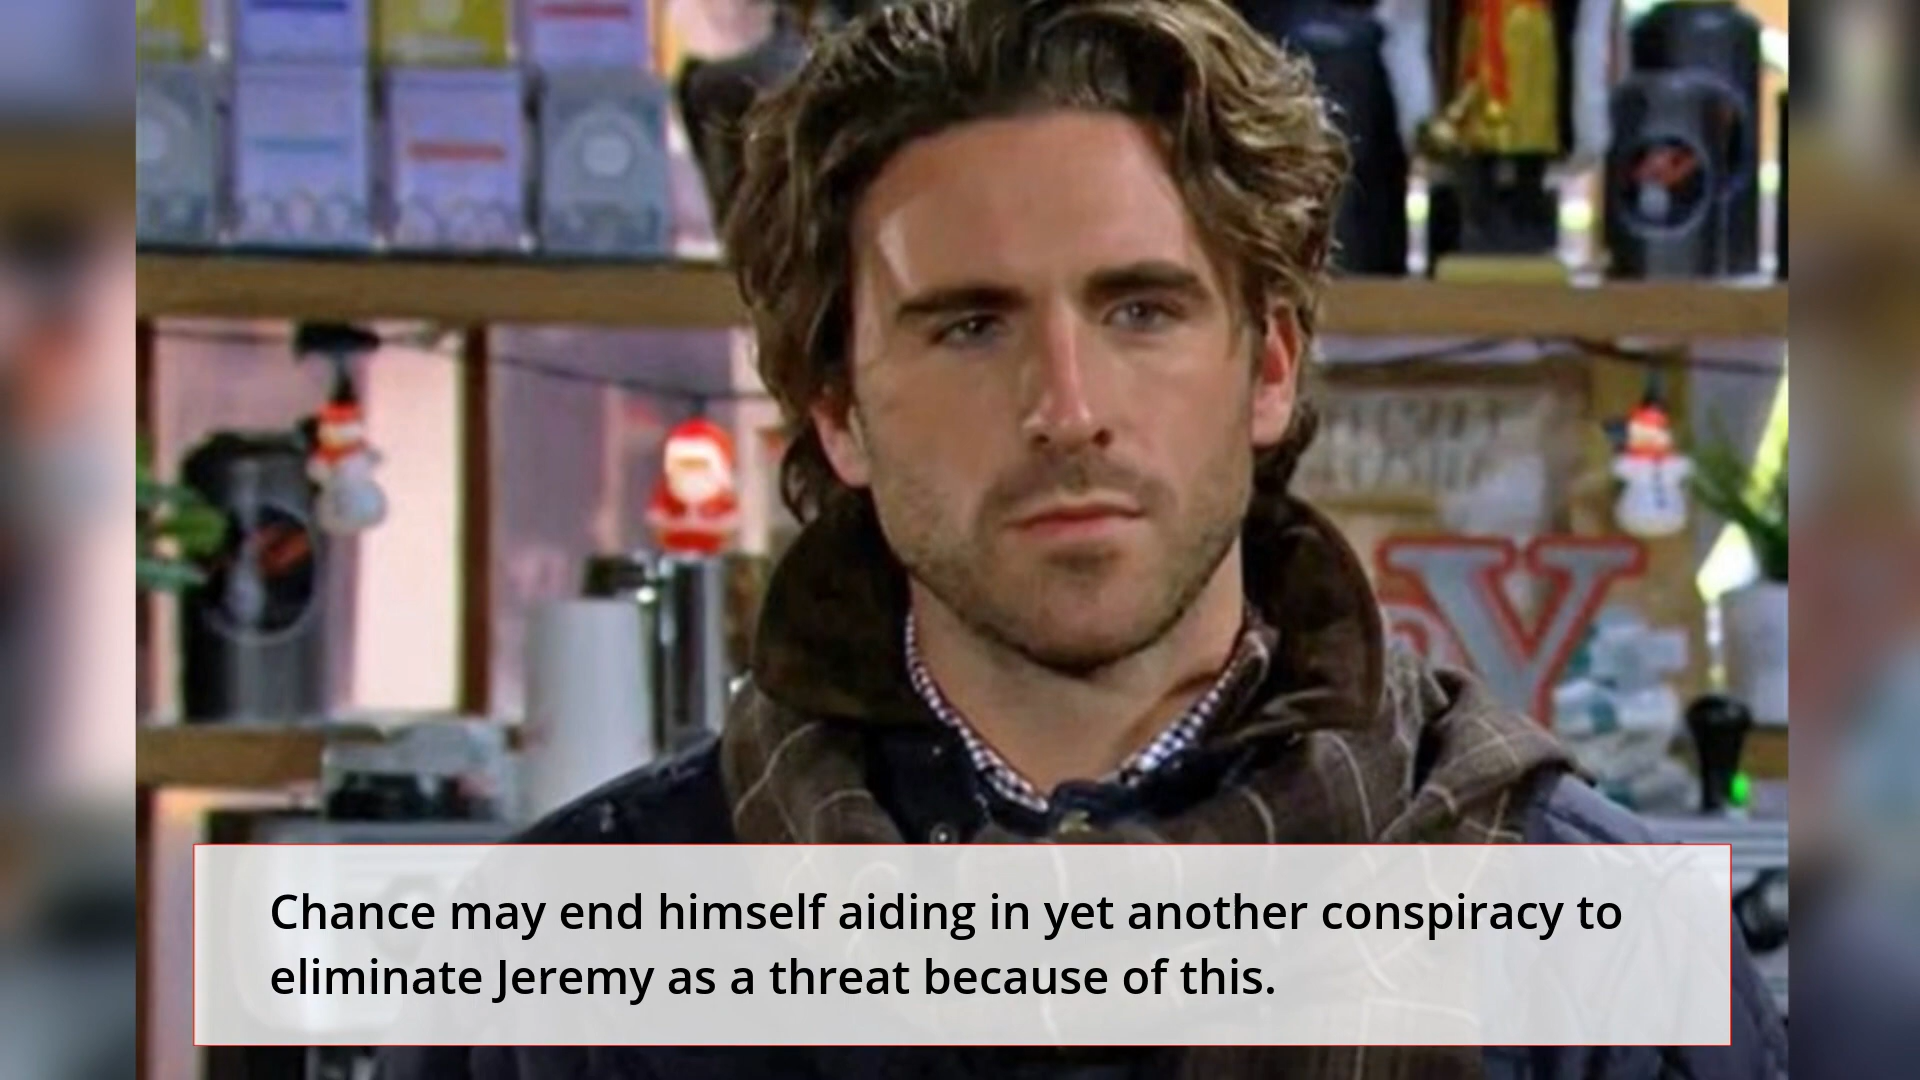 Y
Chance may end himself aiding in yet another conspiracy to
eliminate Jeremy as a threat because of this.